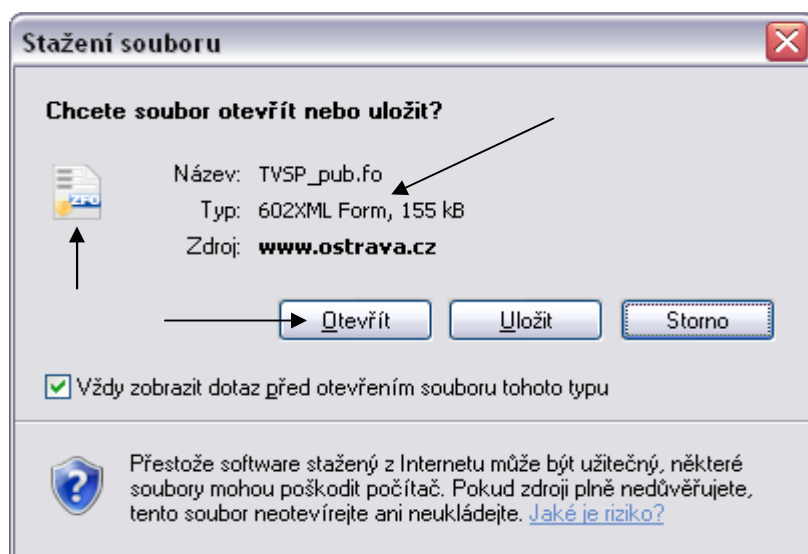 Stažení souboru
Chcete soubor otevřít nebo uložit?
ZFO
Název: TVSP_pub.fo
Typ: 602XML Form, 155 kB
Zdroj: www.ostrava.cz
Otevřít Uložit Storno
Vždy zobrazit dotaz před otevřením souboru tohoto typu
Přestože software stažený z Internetu může být užitečný, některé
soubory mohou poškodit počítač. Pokud zdroji plně nedůvěřujete,
tento soubor neotevírejte ani neukládejte. Jaké je riziko?